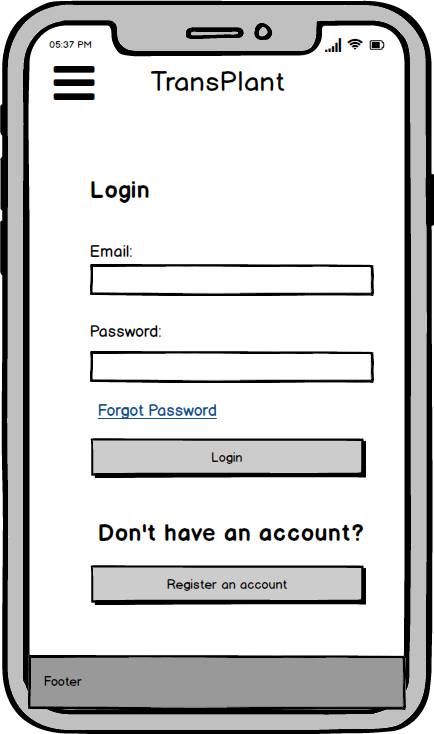 05:37 PM
TransPlant
Login
Email:
Password:
Forgot Password
Login
Don't have an account?
Register an account
Footer